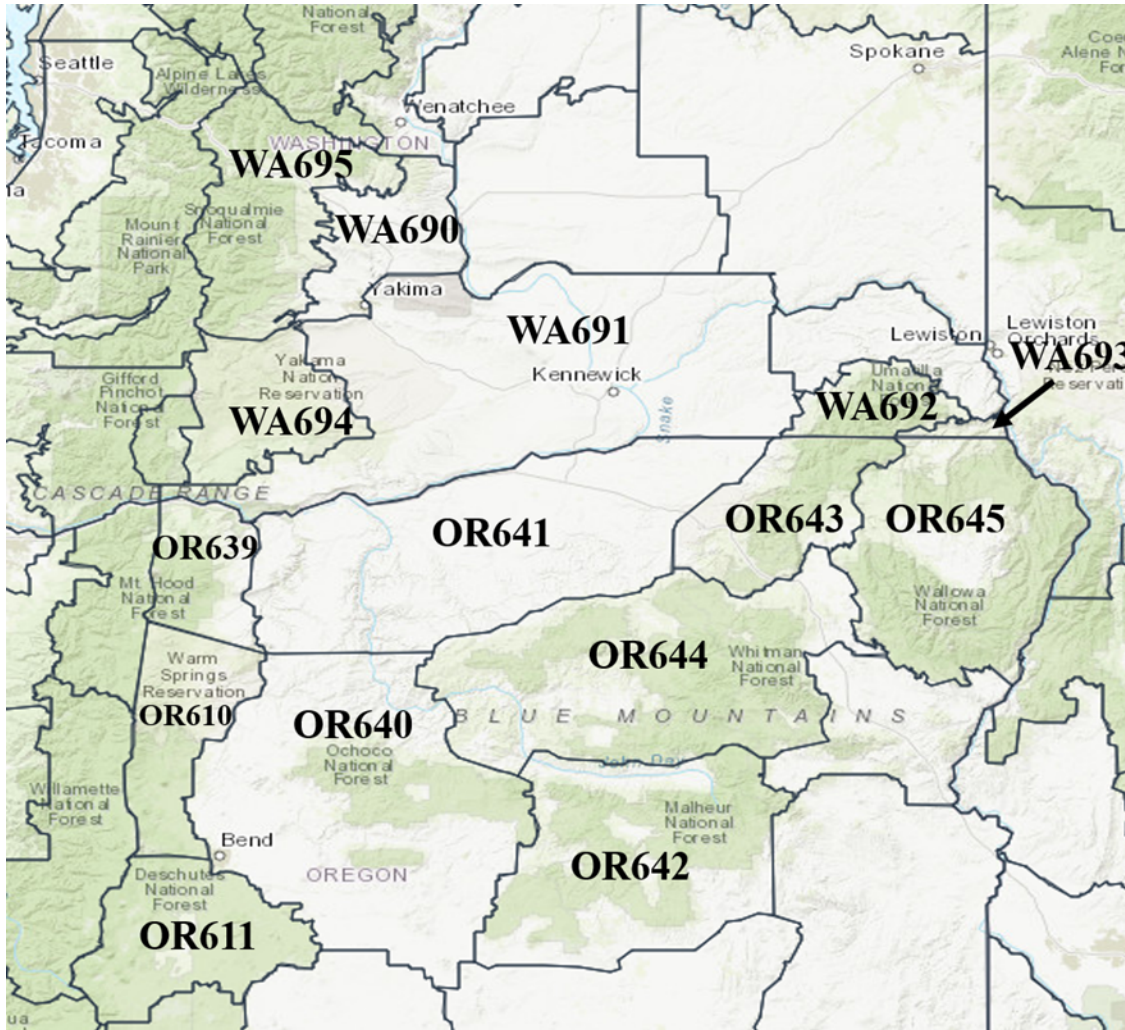 National
Forest
Seattle
Alpine Lakes
Wilderness
Spokane
Wenatchee
WASHINGTON
Tacoma
WA695
Mount
Rainier
National
Park
Snoqualmie
National
Forest
WA690
Yakima
WA691
Lewiston
Lewiston
Orchards
WA693
Umatilla
Yakama
Nation
Reservation
Gifford
Pinchot
National
Forest
Kennewick
Snake
WA694
WA692
CASCADE RANGE
OR639
OR641
OR643
OR645
Mt. Hood
National
Forest
Wallowa
National
Forest
Warm
Springs
Reservation
OR610
OR644
Whitman
National
Forest
OR640
BLUE MOUNTAINS
Ochoco
National
Forest
John Day
Willamette
National
Forest
Malheur
National
Forest
Bend
OREGON
OR642
Deschutes
National
Forest
OR611